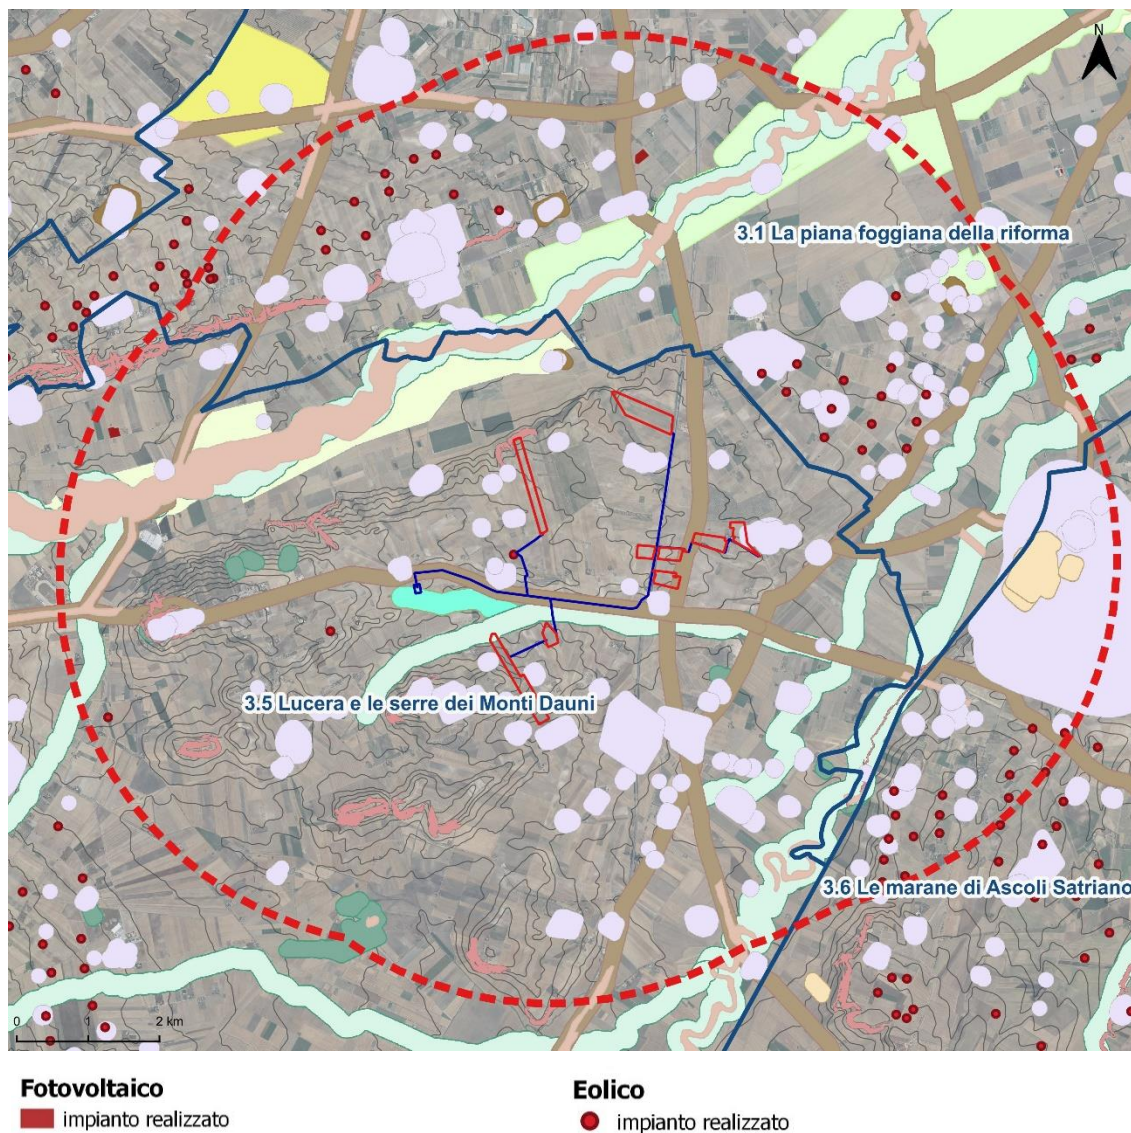 N
3.1 La piana foggiana della riforma
3.5 Lucera e le serre dei Monti Dauni
3.6 Le marane di Ascoli Satriano
0 1 2 km
Fotovoltaico
impianto realizzato
Eolico
impianto realizzato